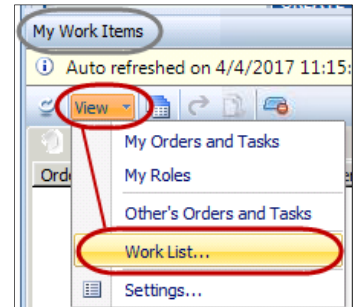 My Work Items
Auto refreshed on 4/4/2017 11:15:
View
My Orders and Tasks
My Roles
Other's Orders and Tasks
Work List...
Settings...